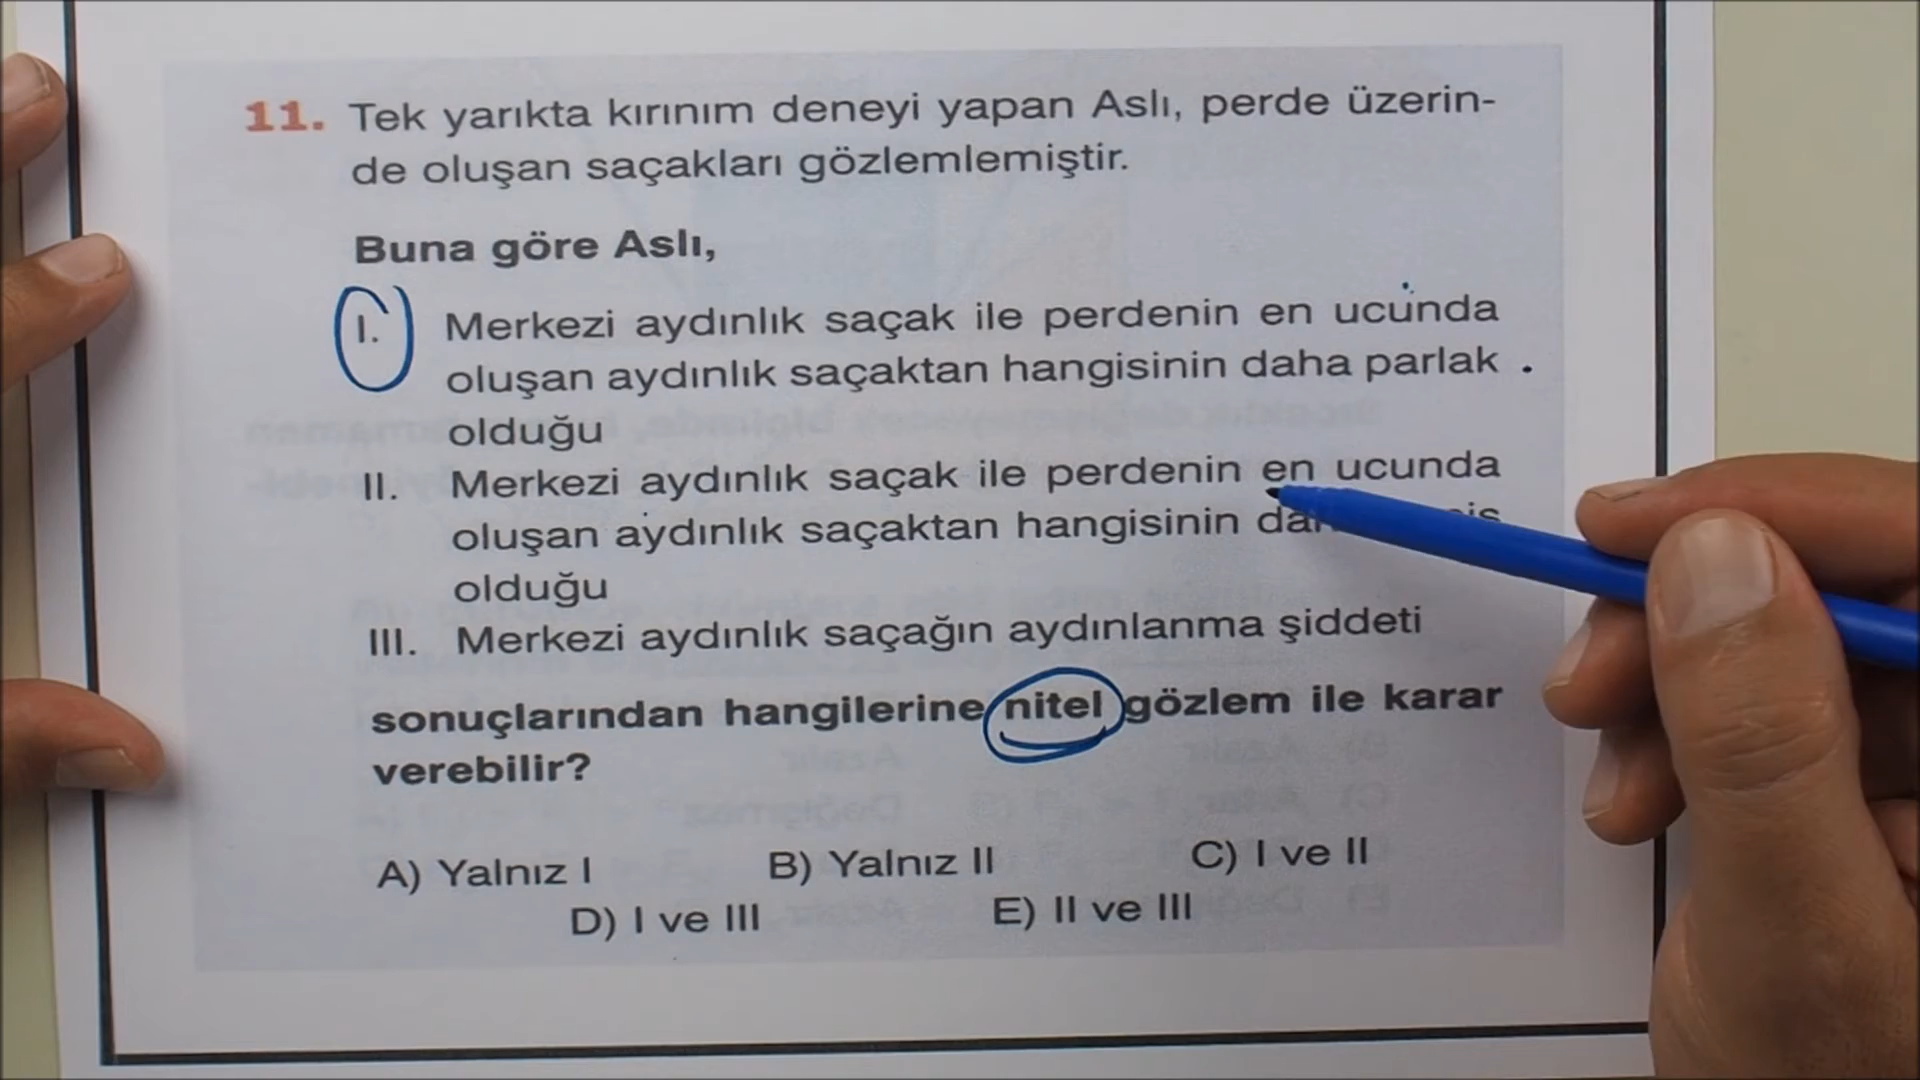 11. Tek yarıkta kırınım deneyi yapan Aslı, perde üzerin-
de oluşan saçakları gözlemlemiştir.
Buna göre Aslı,
I. Merkezi aydınlık saçak ile perdenin en ucunda
oluşan aydınlık saçaktan hangisinin daha parlak
olduğu
II. Merkezi aydınlık saçak ile perdenin en ucunda
oluşan aydınlık saçaktan hangisinin
olduğu
III. Merkezi aydınlık saçağın aydınlanma şiddeti
sonuçlarından hangilerine nitel gözlem ile karar
verebilir?
A) Yalnız I B) Yalnız II C) I ve II
D) I ve III E) II ve III